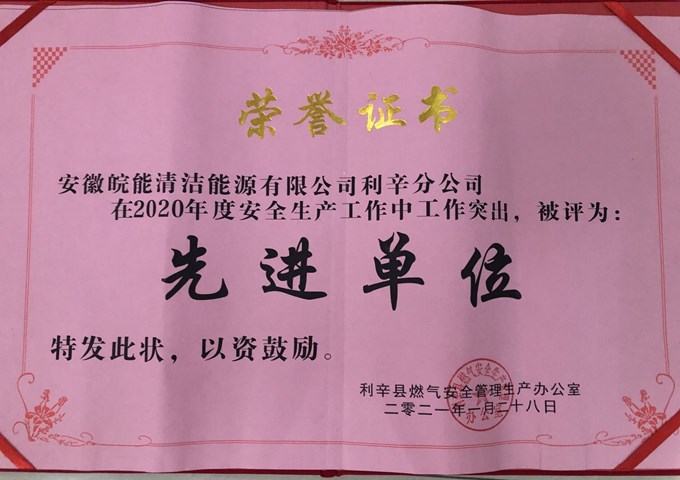 荣誉证书
安徽皖能清洁能源有限公司利辛分公司
在2020年度安全生产工作中工作突出，被评为：
先进单位
特发此状，以资鼓励。
利辛县燃气安全管理生产办公室
二零二一年一月二十八日